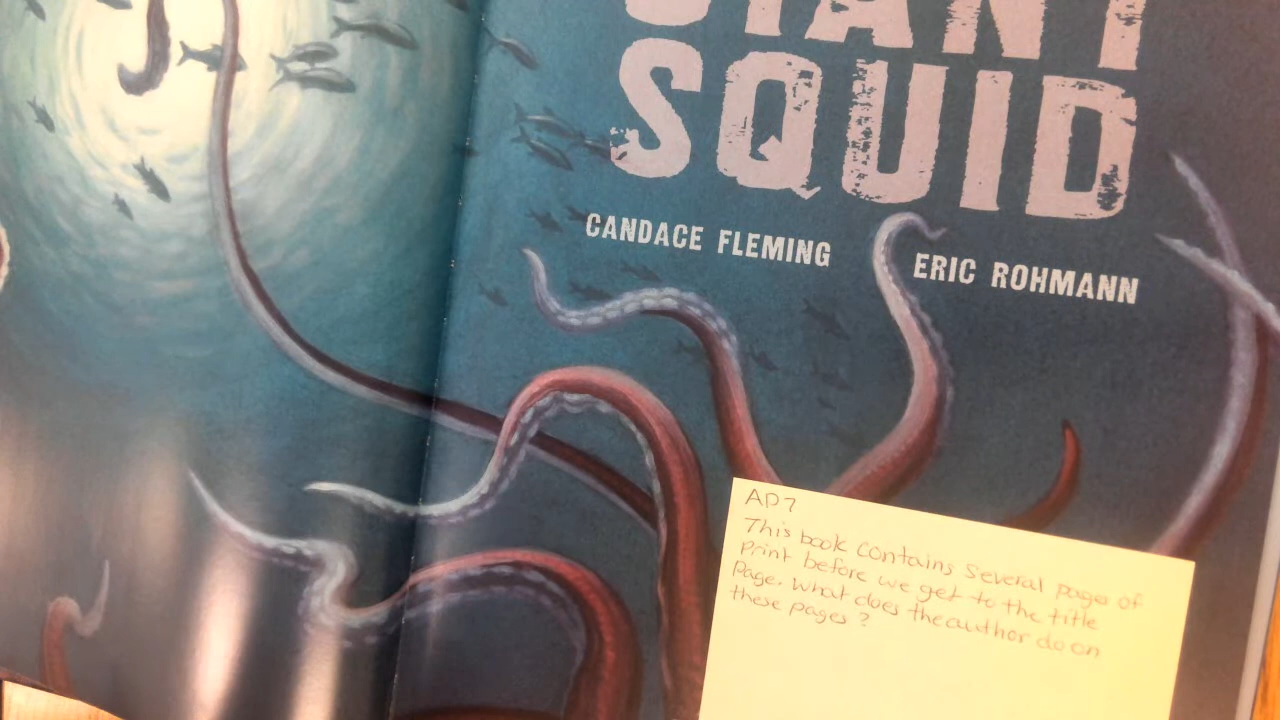 GIANT
SQUID
CANDACE FLEMING ERIC ROHMANN
AP7
This book contains several pages of
print before we get to the title
page. What does the author do on
these pages?